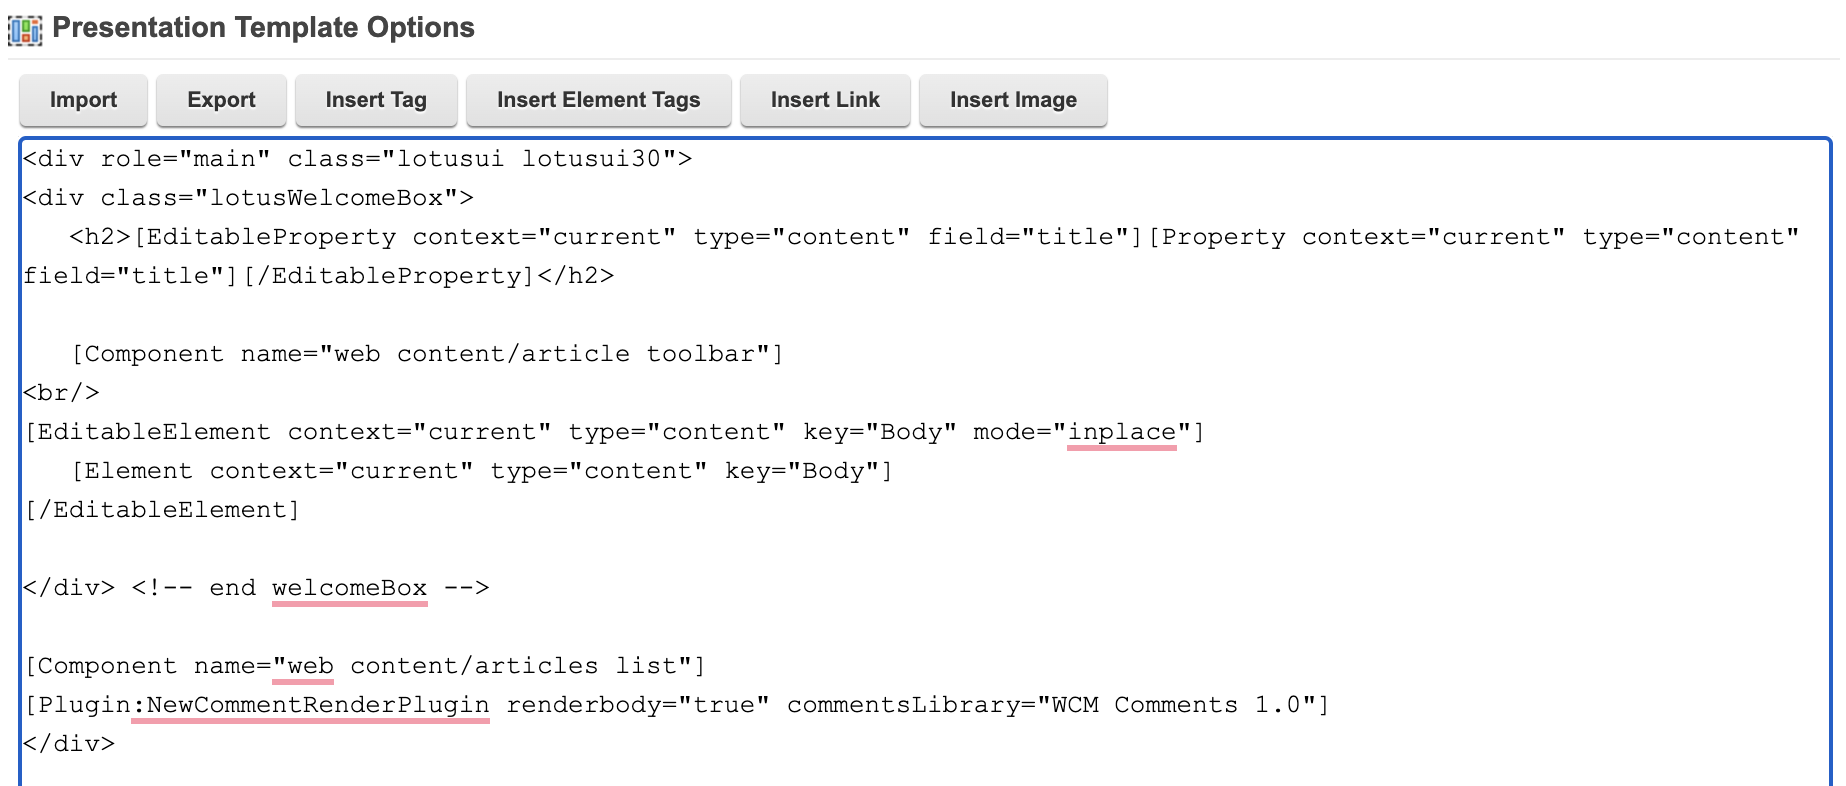 Presentation Template Options
Import Export Insert Tag Insert Element Tags Insert Link Insert Image
<div role="main" class="lotusui lotusui30">
<div class="lotusWelcomeBox">
   <h2>[EditableProperty context="current" type="content" field="title"][Property context="current" type="content"
field="title"][/EditableProperty]</h2>
   [Component name="web content/article toolbar"]
<br/>
[EditableElement context="current" type="content" key="Body" mode="inplace"]
   [Element context="current" type="content" key="Body"]
[/EditableElement]
</div> <!-- end welcomeBox -->
[Component name="web content/articles list"]
[Plugin:NewCommentRenderPlugin renderbody="true" commentsLibrary="WCM Comments 1.0"]
</div>